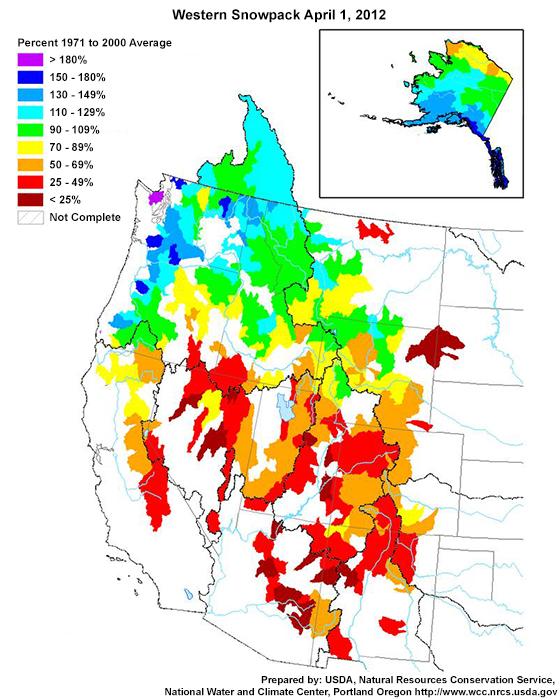 Western Snowpack April 1, 2012
Percent 1971 to 2000 Average
> 180%
150 - 180%
130 - 149%
110 - 129%
90 - 109%
70 - 89%
50 - 69%
25 - 49%
< 25%
Not Complete
Prepared by: USDA, Natural Resources Conservation Service,
National Water and Climate Center, Portland Oregon http://www.wcc.nrcs.usda.gov